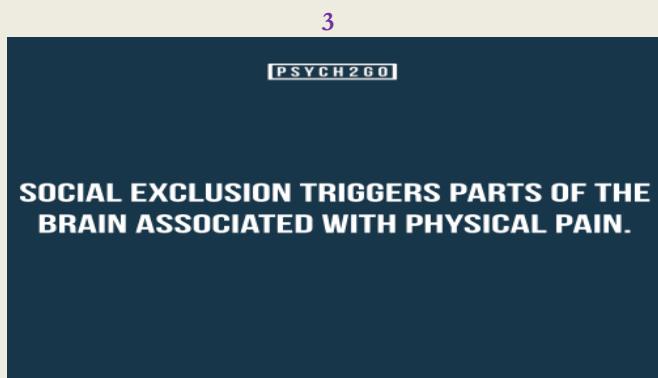 3
PSYCH2GO
SOCIAL EXCLUSION TRIGGERS PARTS OF THE
BRAIN ASSOCIATED WITH PHYSICAL PAIN.